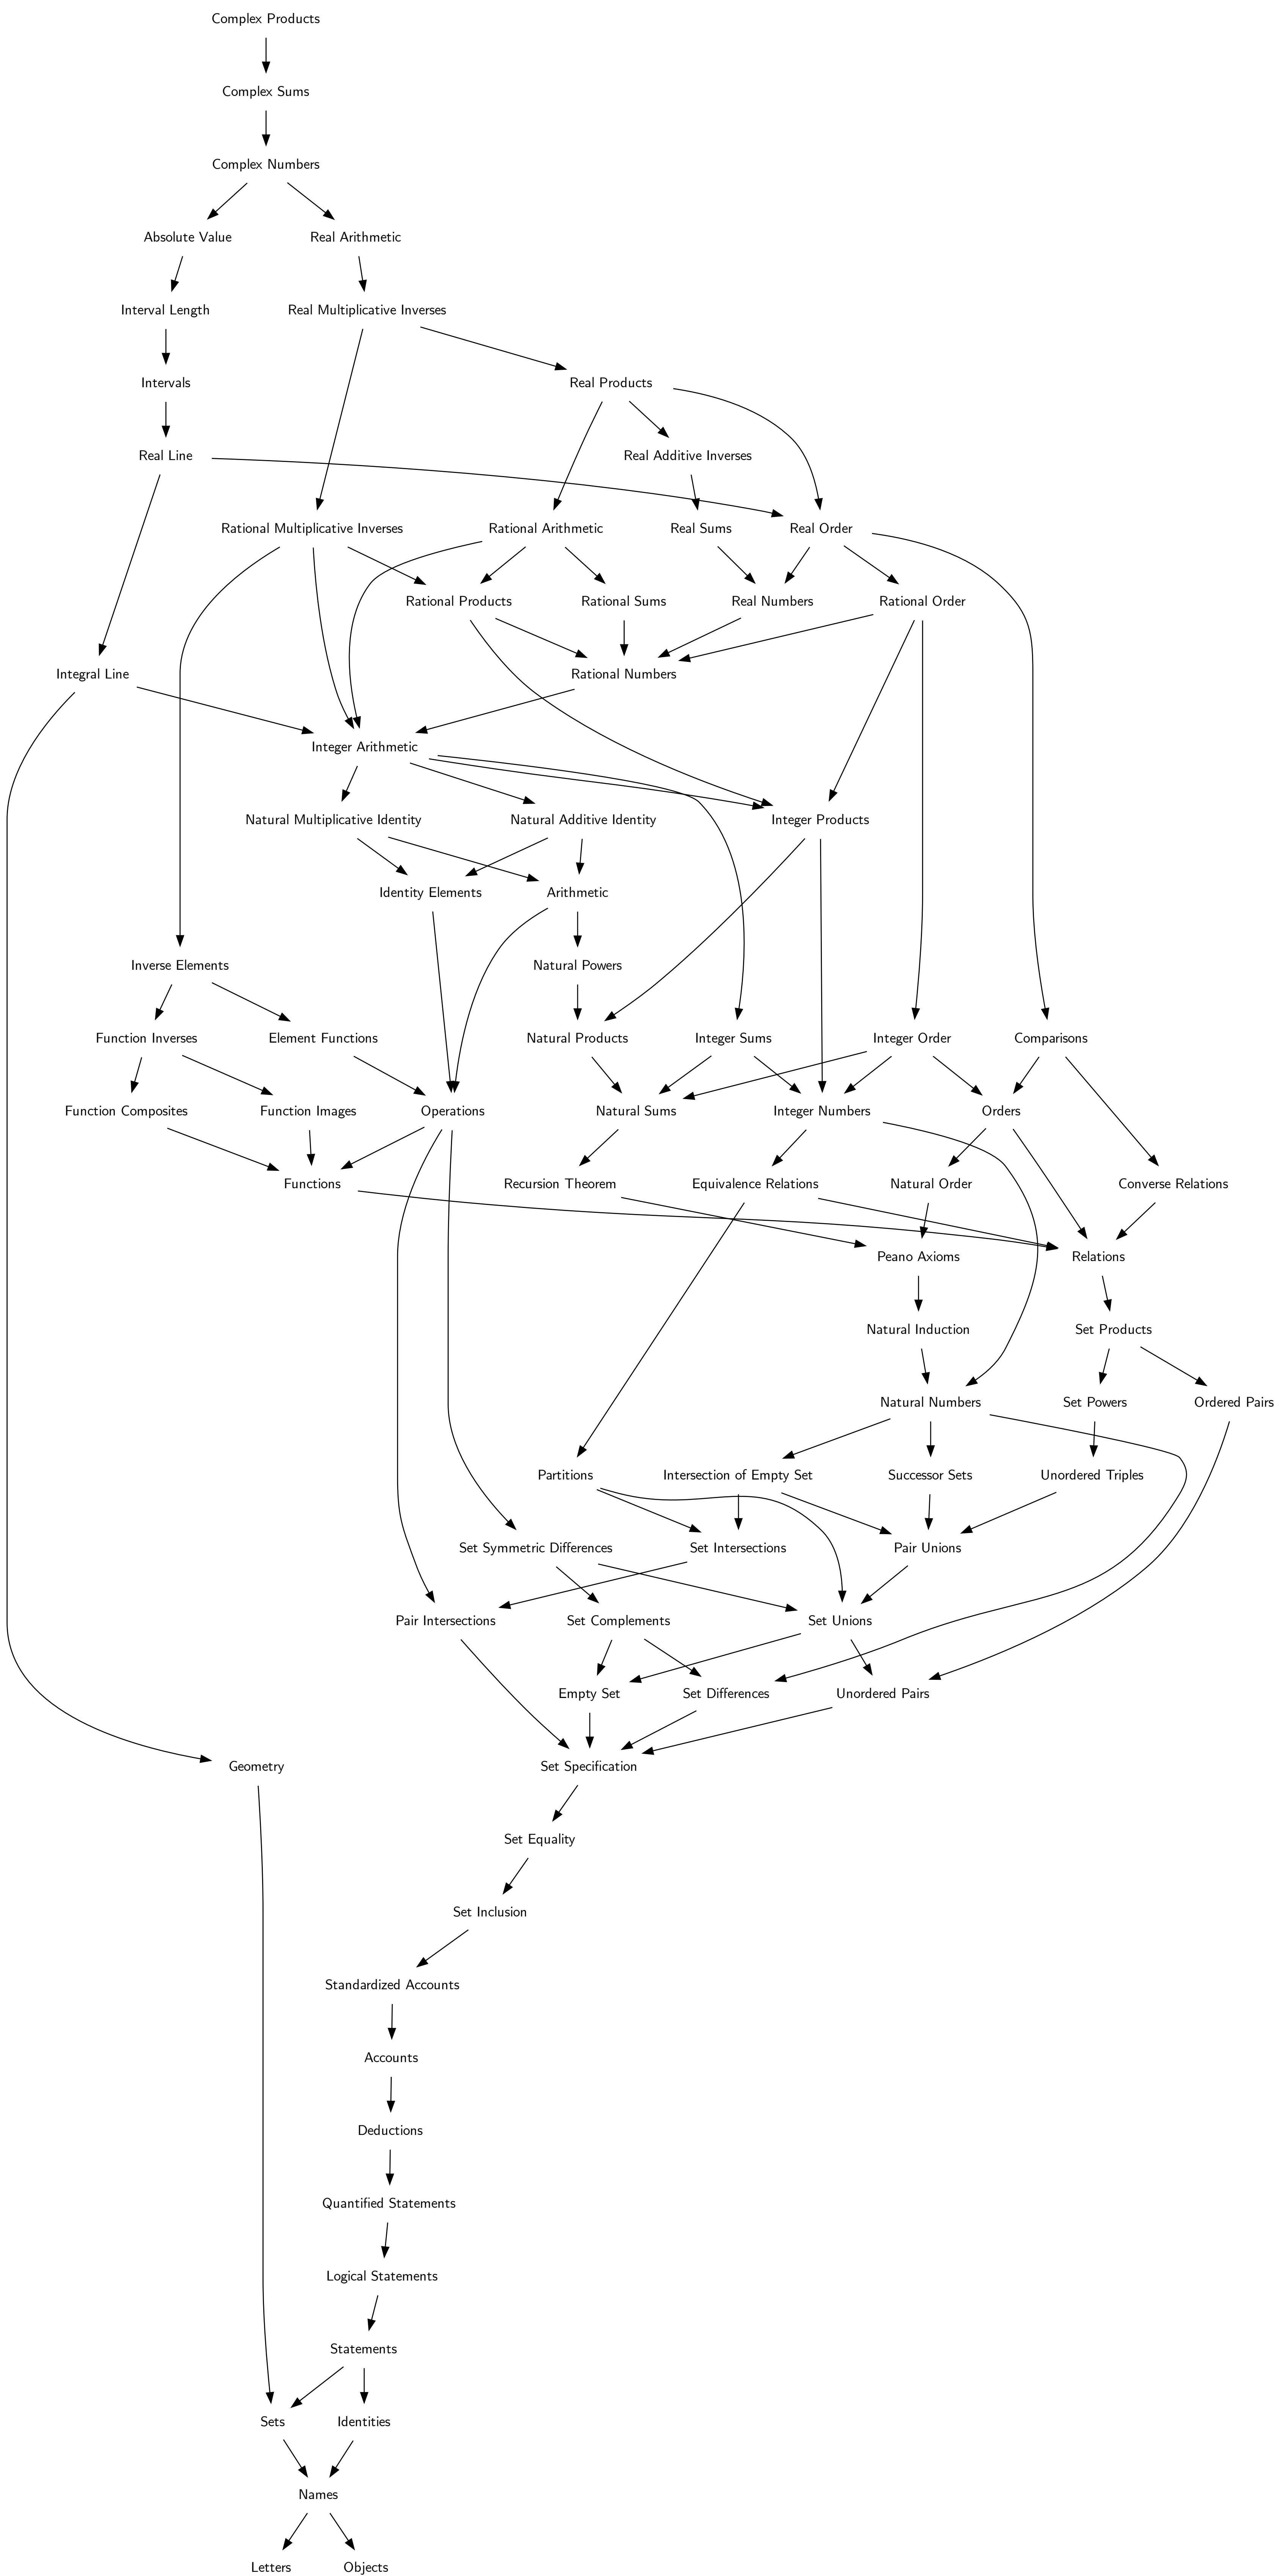 Complex Products
Complex Sums
Complex Numbers
Absolute Value
Real Arithmetic
Interval Length
Real Multiplicative Inverses
Intervals
Real Products
Real Line
Real Additive Inverses
Rational Multiplicative Inverses
Rational Arithmetic
Real Sums
Real Order
Rational Products
Rational Sums
Real Numbers
Rational Order
Integral Line
Rational Numbers
Integer Arithmetic
Natural Multiplicative Identity
Natural Additive Identity
Integer Products
Identity Elements
Arithmetic
Inverse Elements
Natural Powers
Function Inverses
Element Functions
Natural Products
Integer Sums
Integer Order
Comparisons
Function Composites
Function Images
Operations
Natural Sums
Integer Numbers
Orders
Functions
Recursion Theorem
Equivalence Relations
Natural Order
Converse Relations
Peano Axioms
Relations
Natural Induction
Set Products
Natural Numbers
Set Powers
Ordered Pairs
Partitions
Intersection of Empty Set
Successor Sets
Unordered Triples
Set Symmetric Differences
Set Intersections
Pair Unions
Pair Intersections
Set Complements
Set Unions
Empty Set
Set Differences
Unordered Pairs
Geometry
Set Specification
Set Equality
Set Inclusion
Standardized Accounts
Accounts
Deductions
Quantified Statements
Logical Statements
Statements
Sets
Identities
Names
Letters
Objects